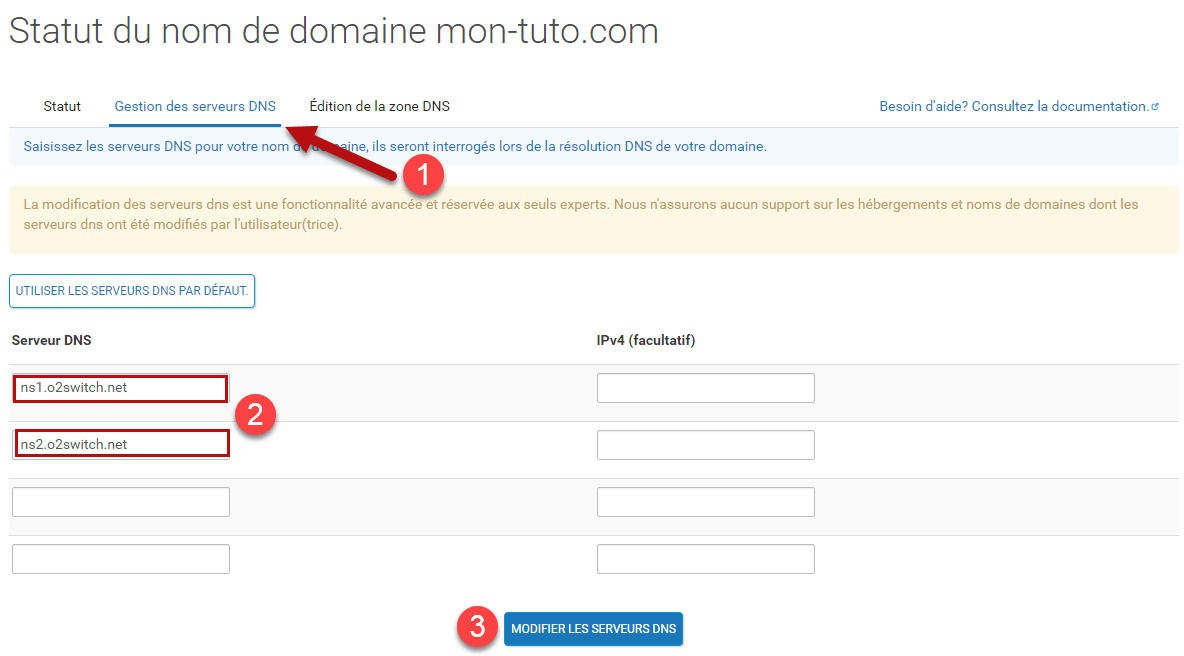 Statut du nom de domaine mon-tuto.com
Statut
Gestion des serveurs DNS
Édition de la zone DNS
Besoin d'aide? Consultez la documentation.
Saisissez les serveurs DNS pour votre nom de domaine, ils seront interrogés lors de la résolution DNS de votre domaine.
1
La modification des serveurs dns est une fonctionnalité avancée et réservée aux seuls experts. Nous n'assurons aucun support sur les hébergements et noms de domaines dont les
serveurs dns ont été modifiés par l'utilisateur(trice).
UTILISER LES SERVEURS DNS PAR DÉFAUT.
Serveur DNS
IPv4 (facultatif)
ns1.o2switch.net
2
ns2.o2switch.net
3
MODIFIER LES SERVEURS DNS